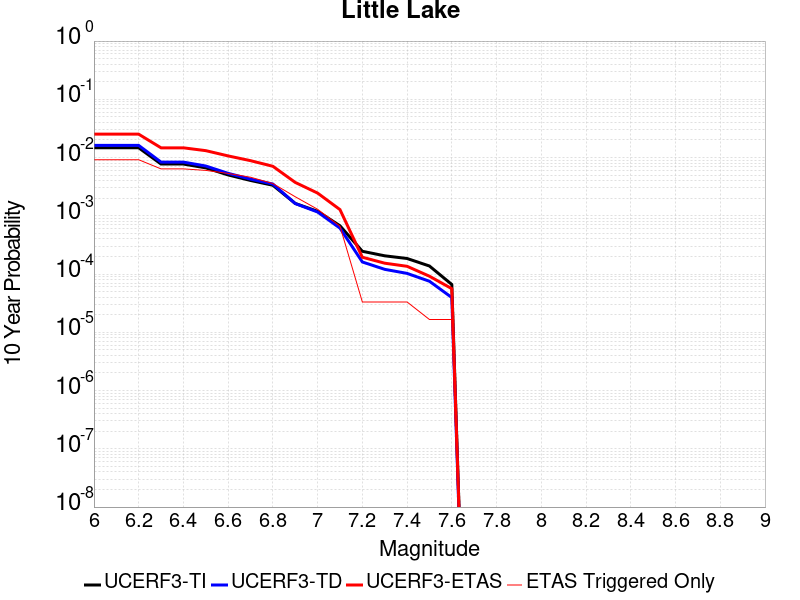 Little Lake
10 0
10 -1
10 -2
10 -3
10 -4
10 -5
10 -6
10 -7
10 -8
10 Year Probability
6 6.2 6.4 6.6 6.8 7 7.2 7.4 7.6 7.8 8 8.2 8.4 8.6 8.8 9
Magnitude
UCERF3-TI UCERF3-TD UCERF3-ETAS ETAS Triggered Only